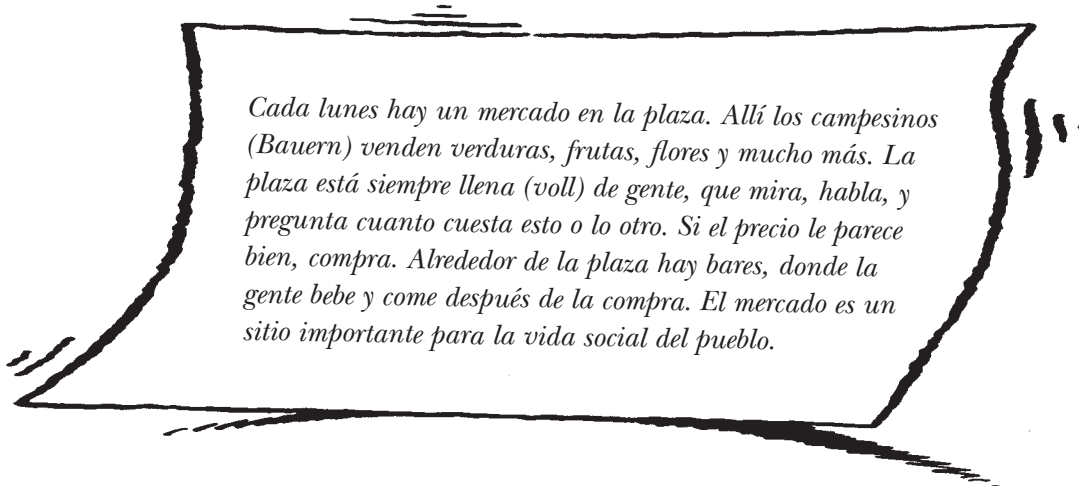 Cada lunes hay un mercado en la plaza. Allí los campesinos
(Bauern) venden verduras, frutas, flores y mucho más. La
plaza está siempre llena (voll) de gente, que mira, habla, y
pregunta cuanto cuesta esto o lo otro. Si el precio le parece
bien, compra. Alrededor de la plaza hay bares, donde la
gente bebe y come después de la compra. El mercado es un
sitio importante para la vida social del pueblo.